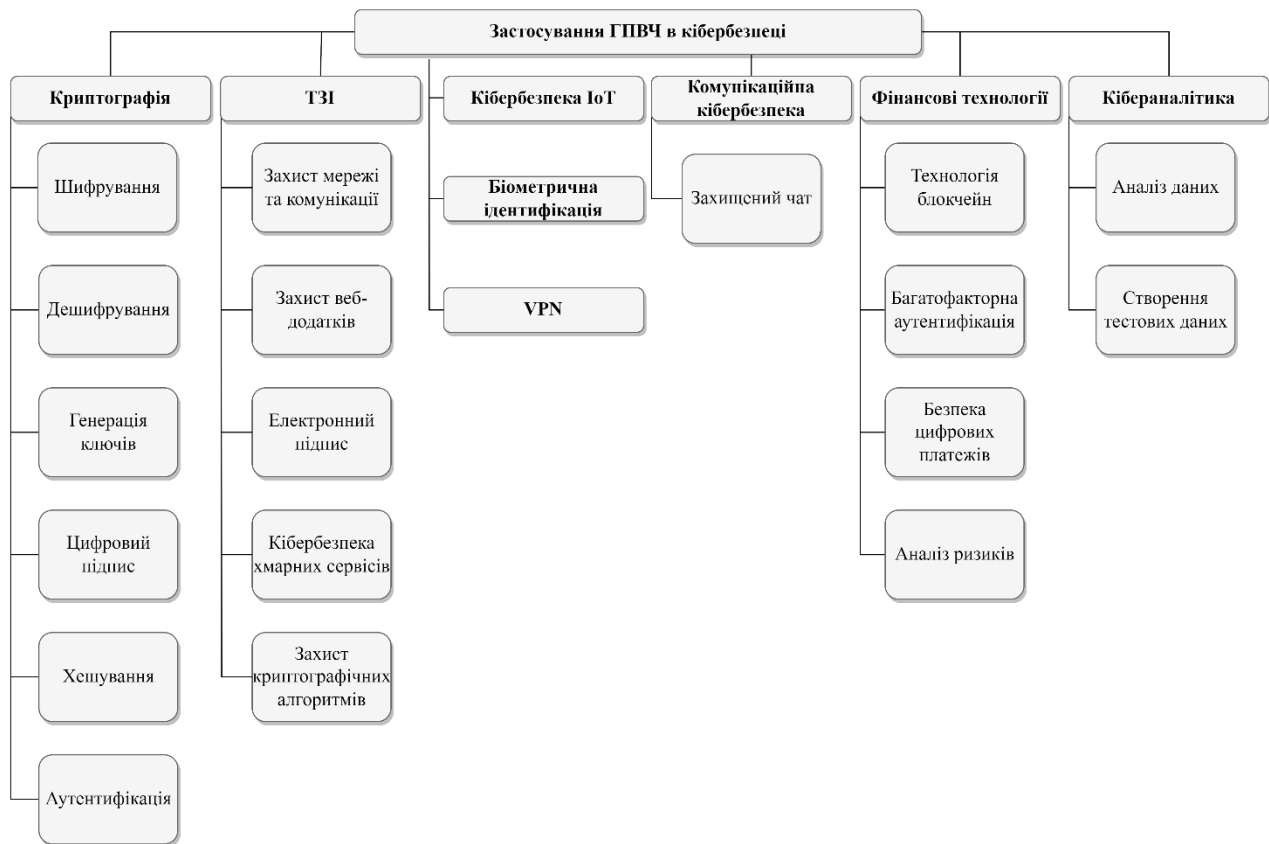 Застосування ГПВЧ в кібербезпеці
Криптографія
Шифрування
Дешифрування
Генерація
ключів
Цифровий
підпис
Хешування
Аутентифікація
ТЗІ
Захист мережі
та комунікації
Захист веб-
додатків
Електронний
підпис
Кібербезпека
хмарних сервісів
Захист
криптографічних
алгоритмів
Кібербезпека IoT
Біометрична
ідентифікація
VPN
Комунікаційна
кібербезпека
Захищений чат
Фінансові технології
Технологія
блокчейн
Багатофакторна
аутентифікація
Безпека
цифрових
платежів
Аналіз ризиків
Кібераналітика
Аналіз даних
Створення
тестових даних